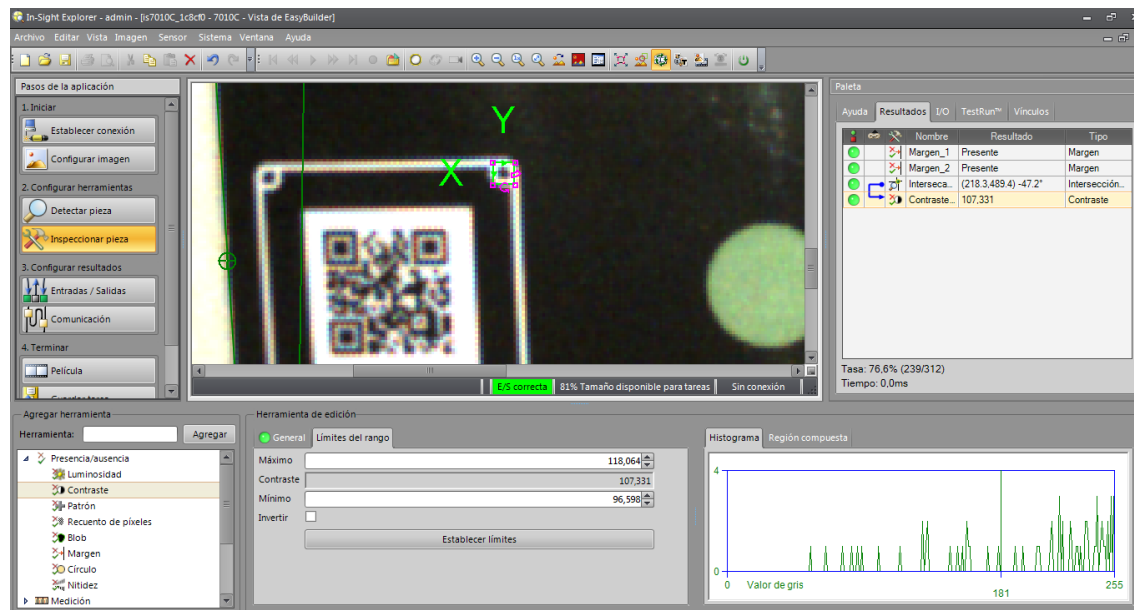 In-Sight Explorer - admin - [is7010C_1c8cf0 - 7010C - Vista de EasyBuilder]
Archivo Editar Vista Imagen Sensor Sistema Ventana Ayuda
Pasos de la aplicación
1. Iniciar
Establecer conexión
Configurar imagen
2. Configurar herramientas
Detectar pieza
Inspeccionar pieza
3. Configurar resultados
Entradas / Salidas
Comunicación
4. Terminar
Película
Y
X
E/S correcta 81% Tamaño disponible para tareas Sin conexión
Paleta
Ayuda Resultados I/O TestRun™ Vínculos
Nombre Resultado Tipo
Margen_1 Presente Margen
Margen_2 Presente Margen
Interseca... (218.3,489.4) -47.2° Intersección...
Contraste... 107,331 Contraste
Tasa: 76,6% (239/312)
Tiempo: 0,0ms
Agregar herramienta
Herramienta: Agregar
Presencia/ausencia
Luminosidad
Contraste
Patrón
Recuento de píxeles
Blob
Margen
Círculo
Nitidez
Medición
Herramienta de edición
General Límites del rango
Máximo 118,064
Contraste 107,331
Mínimo 96,598
Invertir
Establecer límites
Histograma Región compuesta
4
0
0 Valor de gris 181 255